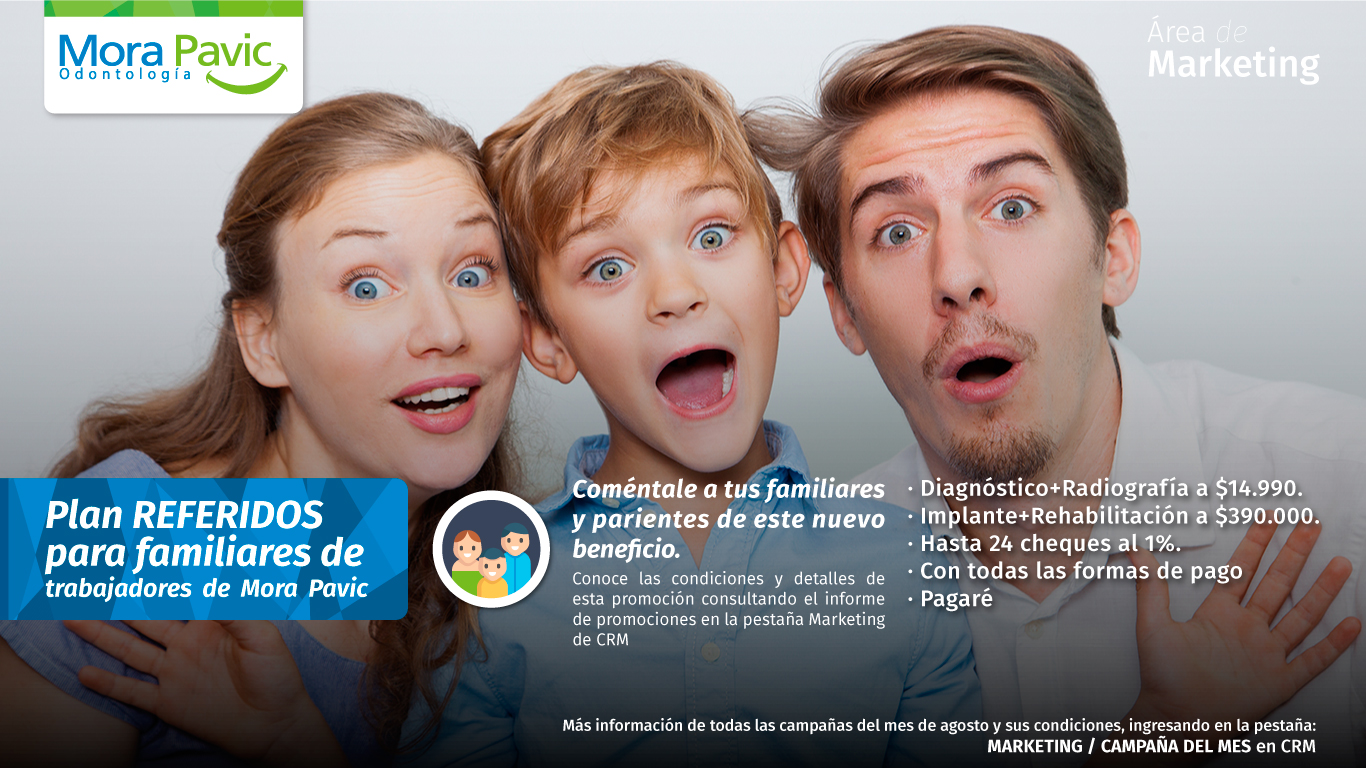 Mora Pavic
Odontología
Área de
Marketing
Plan REFERIDOS
para familiares de
trabajadores de Mora Pavic
Coméntale a tus familiares
y parientes de este nuevo
beneficio.
Conoce las condiciones y detalles de
esta promoción consultando el informe
de promociones en la pestaña Marketing
de CRM
· Diagnóstico+Radiografía a $14.990.
· Implante+Rehabilitación a $390.000.
· Hasta 24 cheques al 1%.
· Con todas las formas de pago
· Pagaré
Más información de todas las campañas del mes de agosto y sus condiciones, ingresando en la pestaña:
MARKETING / CAMPAÑA DEL MES en CRM